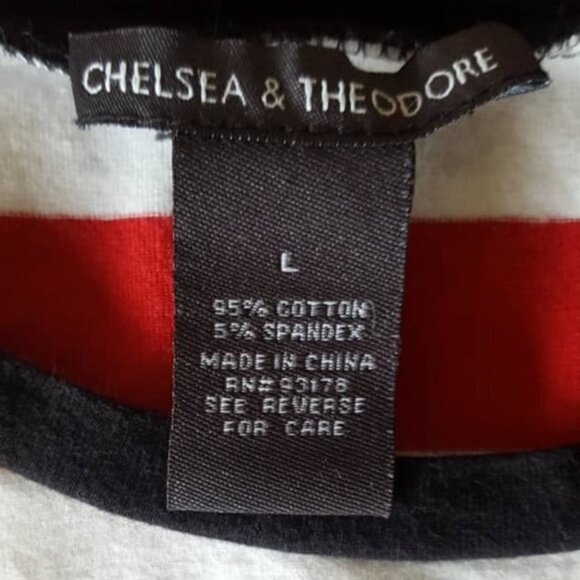 CHELSEA & THEODORE
L
95% COTTON
5% SPANDEX
MADE IN CHINA
RN# 93178
SEE REVERSE
FOR CARE